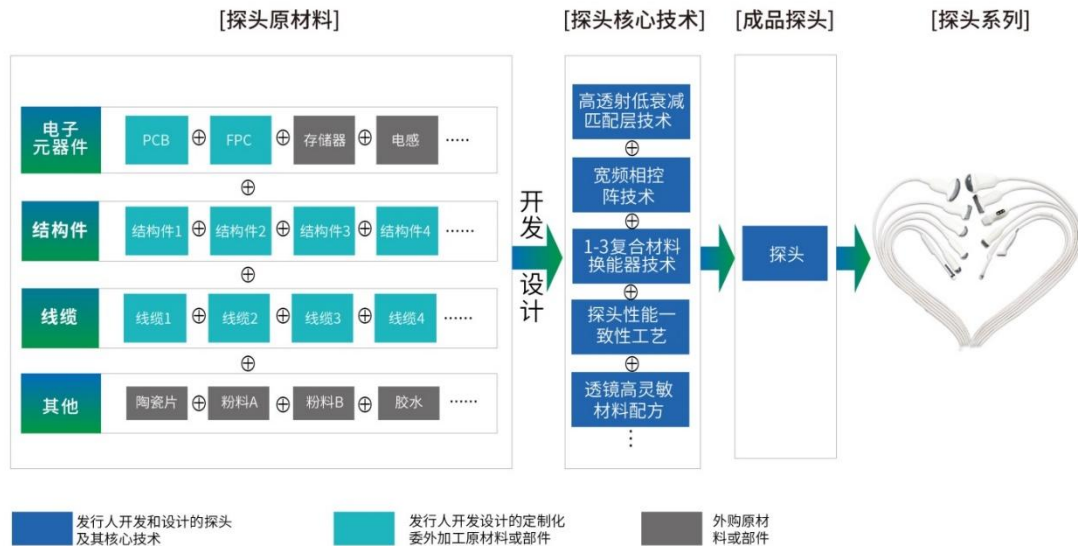 [探头原材料]
[探头核心技术]
[成品探头]
[探头系列]
电子
元器件
PCB ⊕ FPC ⊕ 存储器 ⊕ 电感 ……
⊕
结构件
结构件1 ⊕ 结构件2 ⊕ 结构件3 ⊕ 结构件4 ……
⊕
线缆
线缆1 ⊕ 线缆2 ⊕ 线缆3 ⊕ 线缆4 ……
⊕
其他
陶瓷片 ⊕ 粉料A ⊕ 粉料B ⊕ 胶水 ……
开发
设计
高透射低衰减
匹配层技术
⊕
宽频相控
阵技术
⊕
1-3复合材料
换能器技术
⊕
探头性能一
致性工艺
⊕
透镜高灵敏
材料配方
⋮
探头
发行人开发和设计的探头
及其核心技术
发行人开发设计的定制化
委外加工原材料或部件
外购原材
料或部件